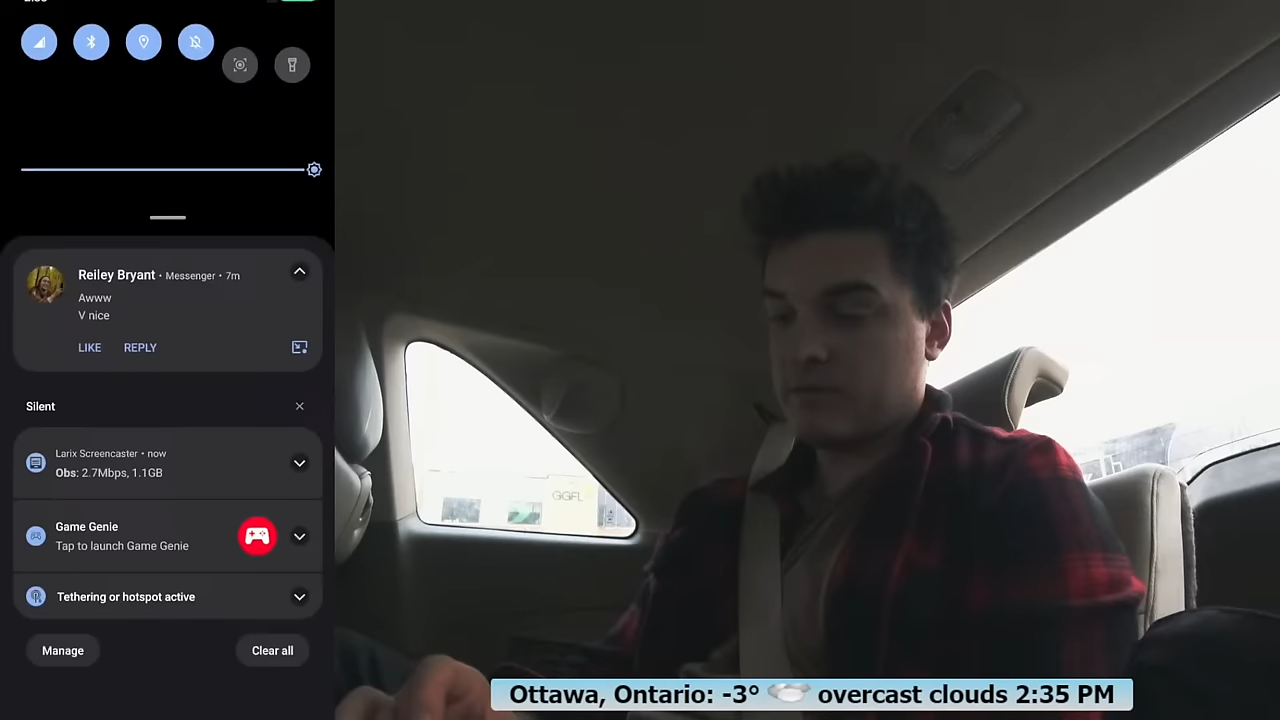 Reiley Bryant • Messenger • 7m
Awww
V nice
LIKE REPLY
Silent
Larix Screencaster • now
Obs: 2.7Mbps, 1.1GB
Game Genie
Tap to launch Game Genie
Tethering or hotspot active
Manage Clear all
GGFL
Ottawa, Ontario: -3° overcast clouds 2:35 PM